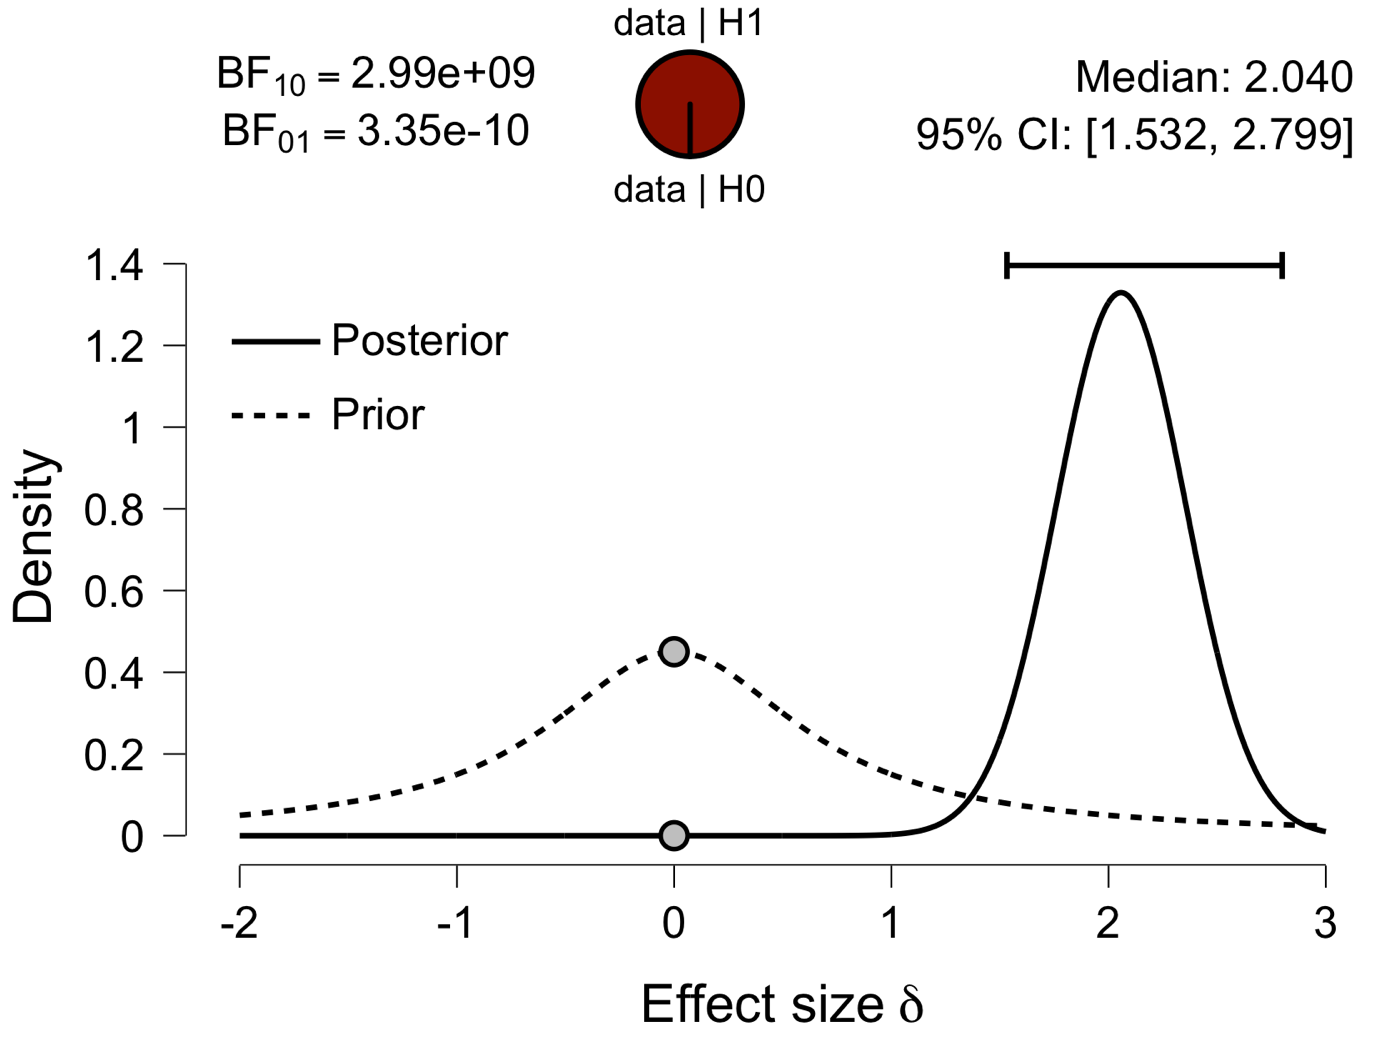 data | H1
BF10 = 2.99e+09
BF01 = 3.35e-10
Median: 2.040
95% CI: [1.532, 2.799]
data | H0
1.4
1.2
1
0.8
0.6
0.4
0.2
0
Density
Posterior
Prior
-2 -1 0 1 2 3
Effect size δ